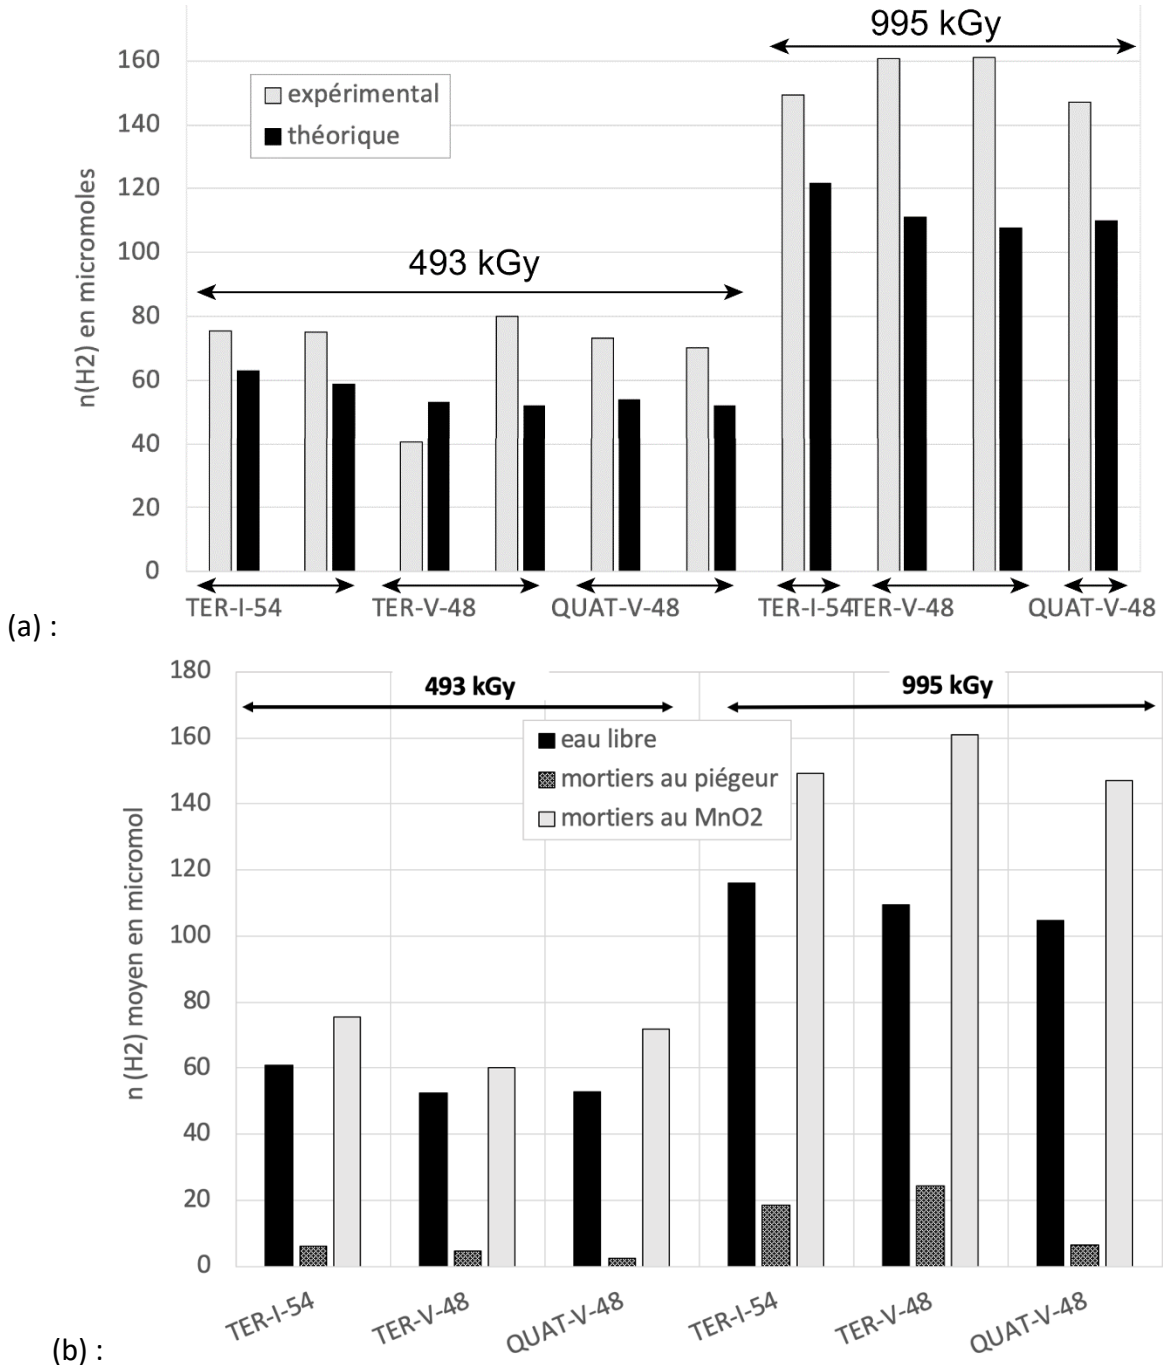 995 kGy
160
expérimental
140
théorique
120
n(H2) en micromoles
100
493 kGy
80
60
40
20
0
TER-I-54 TER-V-48 QUAT-V-48 TER-I-54 TER-V-48 QUAT-V-48
(a) :
180
493 kGy 995 kGy
160
eau libre
mortiers au piégeur
mortiers au MnO2
140
120
n (H2) moyen en micromol
100
80
60
40
20
0
TER-I-54 TER-V-48 QUAT-V-48 TER-I-54 TER-V-48 QUAT-V-48
(b) :